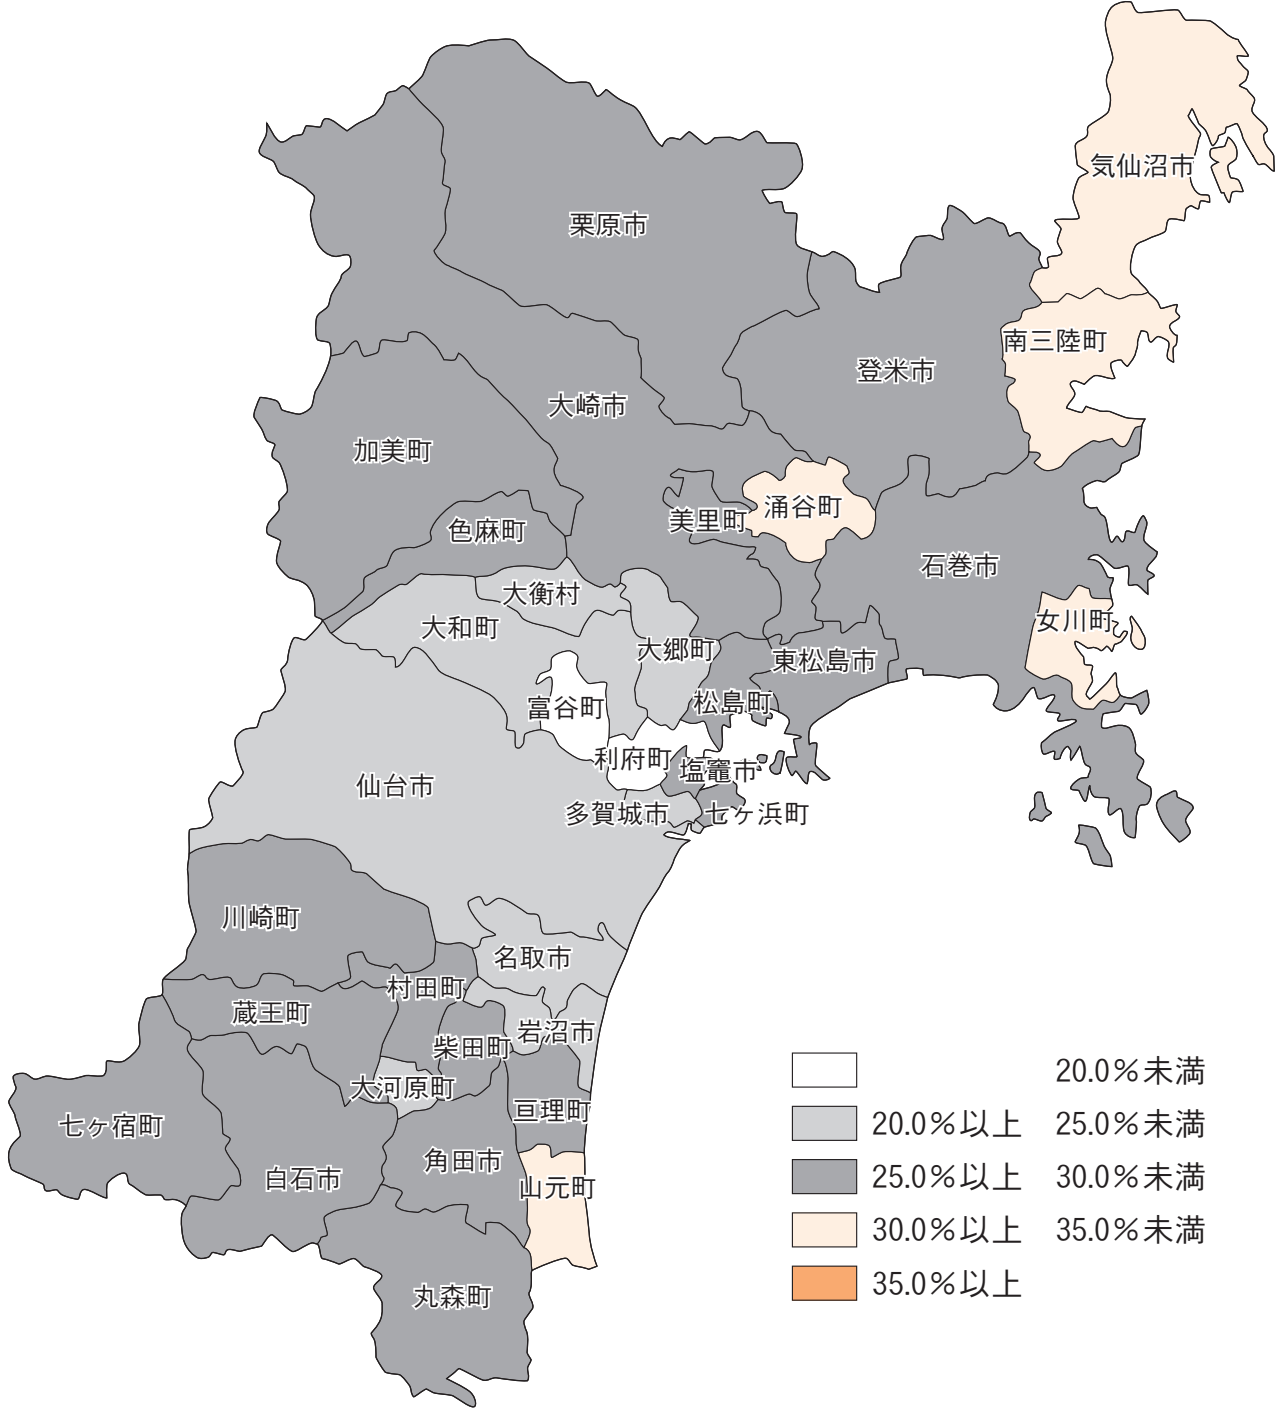 気仙沼市
栗原市
南三陸町
登米市
大崎市
加美町
涌谷町
美里町
色麻町
石巻市
大衡村
女川町
大和町
大郷町
東松島市
松島町
富谷町
利府町
塩竈市
仙台市
多賀城市
七ヶ浜町
川崎町
名取市
村田町
蔵王町
岩沼市
柴田町
大河原町
亘理町
七ヶ宿町
角田市
白石市
山元町
丸森町
20.0%未満
20.0%以上 25.0%未満
25.0%以上 30.0%未満
30.0%以上 35.0%未満
35.0%以上